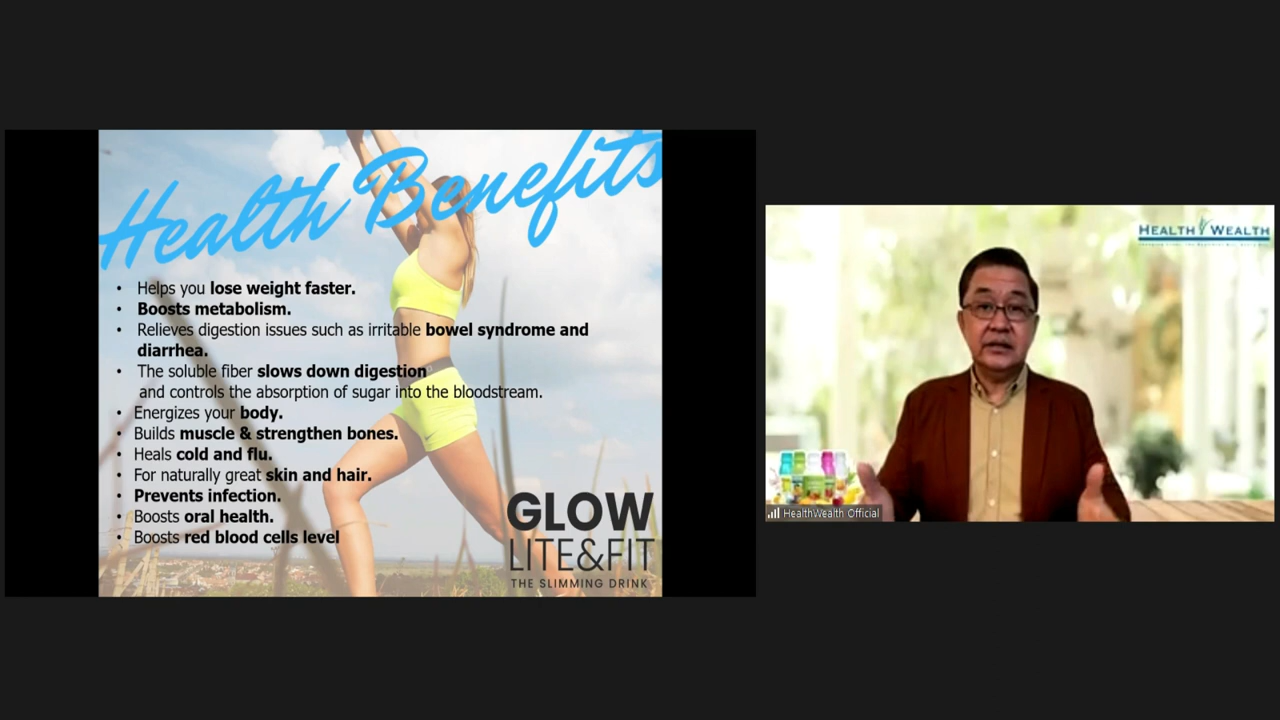 Health Benefits
• Helps you lose weight faster.
• Boosts metabolism.
• Relieves digestion issues such as irritable bowel syndrome and
diarrhea.
• The soluble fiber slows down digestion
and controls the absorption of sugar into the bloodstream.
• Energizes your body.
• Builds muscle & strengthen bones.
• Heals cold and flu.
• For naturally great skin and hair.
• Prevents infection.
• Boosts oral health.
• Boosts red blood cells level
GLOW
LITE&FIT
THE SLIMMING DRINK
HEALTH WEALTH
HealthWealth Official